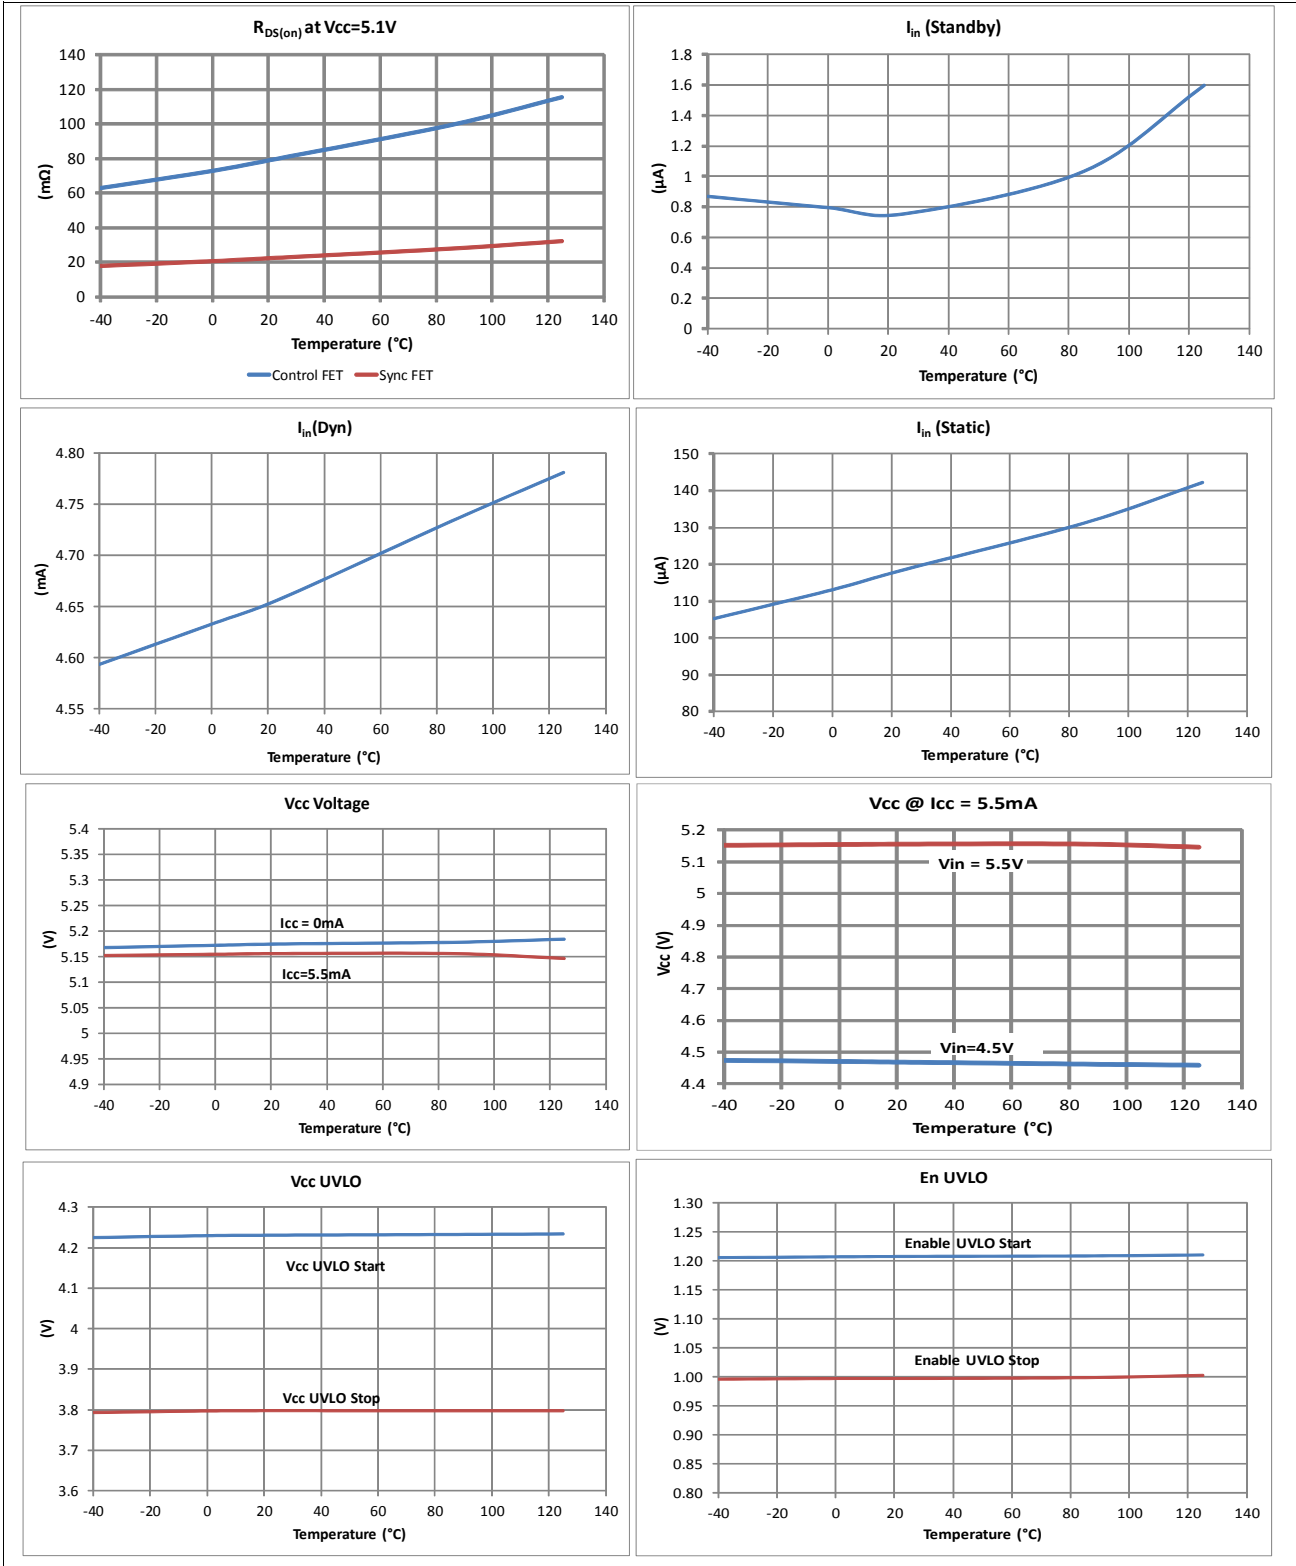 R_DS(on) at Vcc=5.1V
140
120
100
80
60
40
20
0
(mΩ)
-40 -20 0 20 40 60 80 100 120 140
Temperature (°C)
Control FET Sync FET
I_in (Standby)
1.8
1.6
1.4
1.2
1
0.8
0.6
0.4
0.2
0
(µA)
-40 -20 0 20 40 60 80 100 120 140
Temperature (°C)
I_in(Dyn)
4.80
4.75
4.70
4.65
4.60
4.55
(mA)
-40 -20 0 20 40 60 80 100 120 140
Temperature (°C)
I_in (Static)
150
140
130
120
110
100
90
80
(µA)
-40 -20 0 20 40 60 80 100 120 140
Temperature (°C)
Vcc Voltage
5.4
5.35
5.3
5.25
5.2
5.15
5.1
5.05
5
4.95
4.9
(V)
Icc = 0mA
Icc=5.5mA
-40 -20 0 20 40 60 80 100 120 140
Temperature (°C)
Vcc @ Icc = 5.5mA
5.2
5.1
5
4.9
4.8
4.7
4.6
4.5
4.4
Vcc (V)
Vin = 5.5V
Vin=4.5V
-40 -20 0 20 40 60 80 100 120 140
Temperature (°C)
Vcc UVLO
4.3
4.2
4.1
4
3.9
3.8
3.7
3.6
(V)
Vcc UVLO Start
Vcc UVLO Stop
-40 -20 0 20 40 60 80 100 120 140
Temperature (°C)
En UVLO
1.30
1.25
1.20
1.15
1.10
1.05
1.00
0.95
0.90
0.85
0.80
(V)
Enable UVLO Start
Enable UVLO Stop
-40 -20 0 20 40 60 80 100 120 140
Temperature (°C)